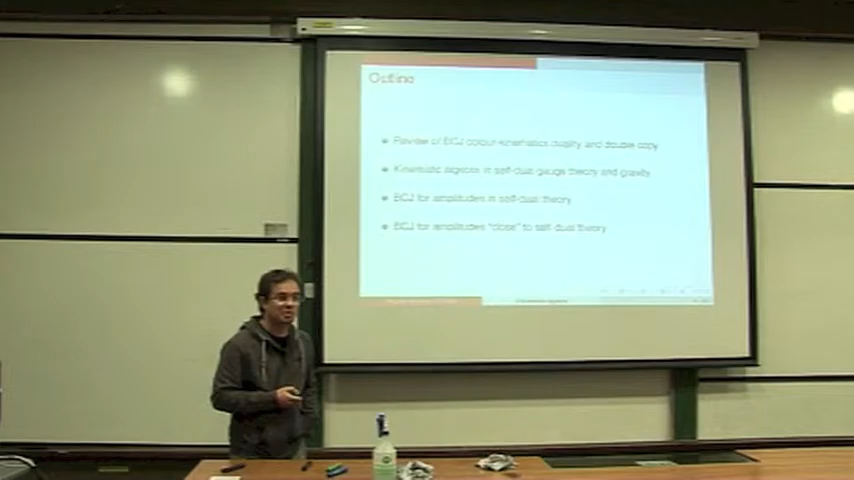 Outline
Review of BCJ colour-kinematics duality and double copy
Kinematic algebra in self-dual gauge theory and gravity
BCJ for amplitudes in self-dual theory
BCJ for amplitudes "close" to self-dual theory